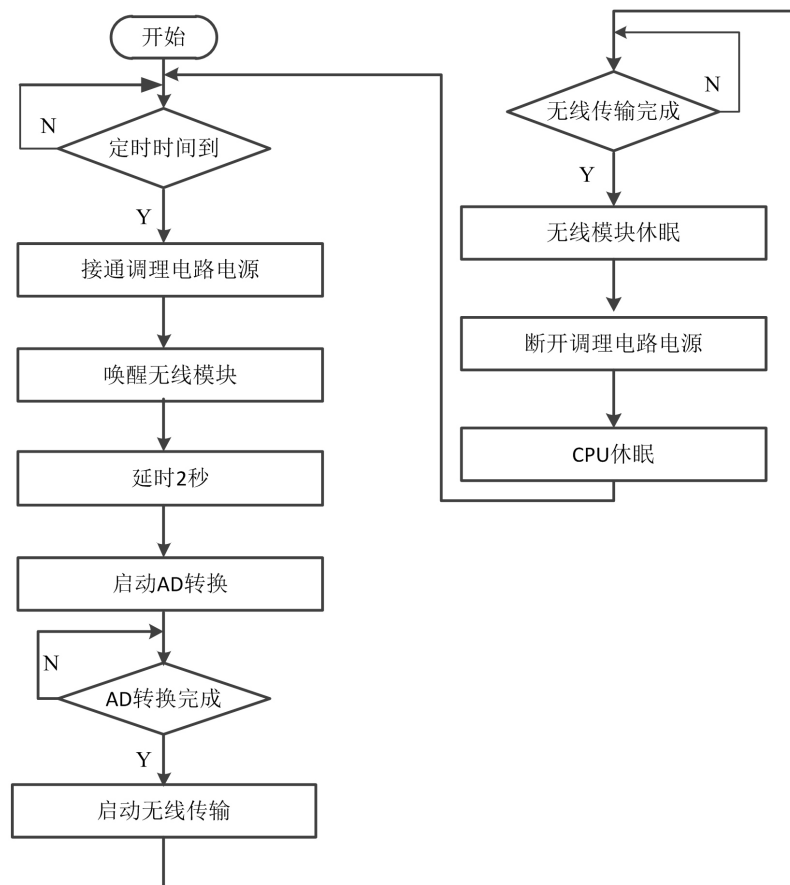 开始
N
定时时间到
Y
接通调理电路电源
唤醒无线模块
延时2秒
启动AD转换
N
AD转换完成
Y
启动无线传输
N
无线传输完成
Y
无线模块休眠
断开调理电路电源
CPU休眠